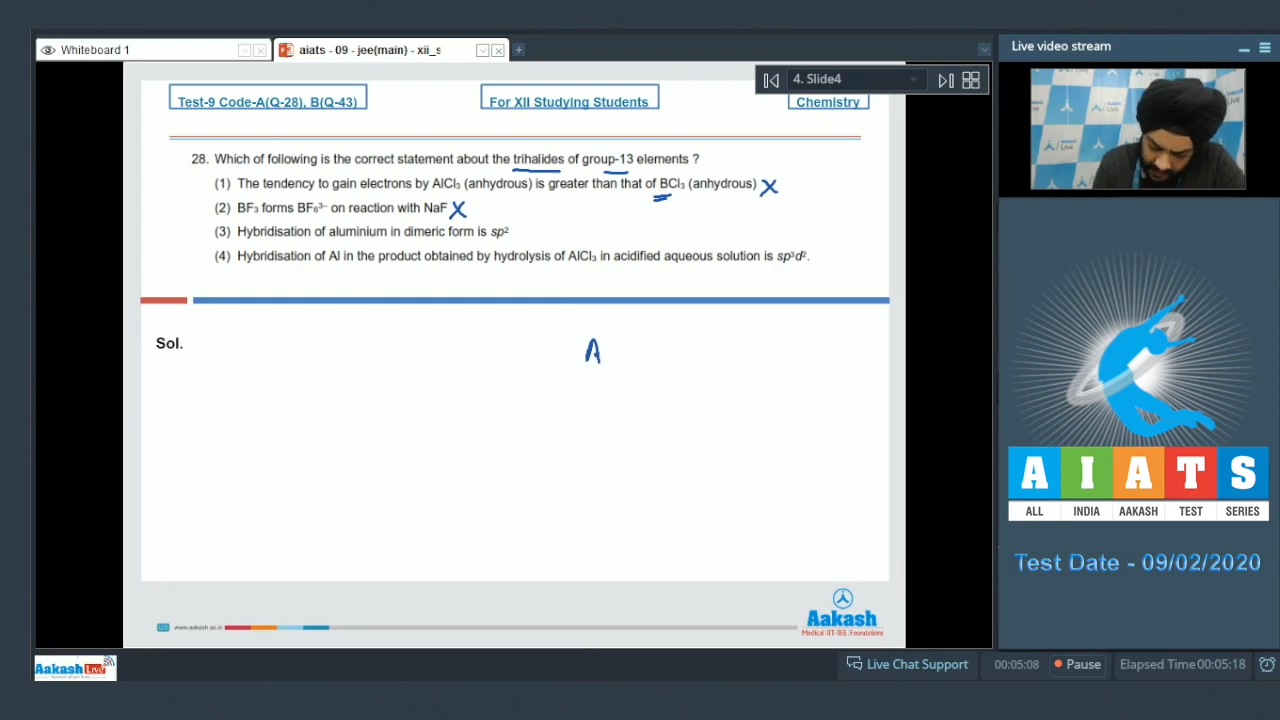 Whiteboard 1
aiats - 09 - jee(main) - xii_s
Live video stream
4. Slide4
Test-9 Code-A(Q-28), B(Q-43)
For XII Studying Students
Chemistry
28. Which of following is the correct statement about the trihalides of group-13 elements ?
(1) The tendency to gain electrons by AlCl₃ (anhydrous) is greater than that of BCl₃ (anhydrous) X
(2) BF₃ forms BF₆³⁻ on reaction with NaF X
(3) Hybridisation of aluminium in dimeric form is sp²
(4) Hybridisation of Al in the product obtained by hydrolysis of AlCl₃ in acidified aqueous solution is sp³d².
Sol.
A
www.aakash.ac.in
Aakash
Medical|IIT-JEE|Foundations
Aakash Live
AIATS
ALL INDIA AAKASH TEST SERIES
Test Date - 09/02/2020
Live Chat Support
00:05:08
Pause
Elapsed Time 00:05:18